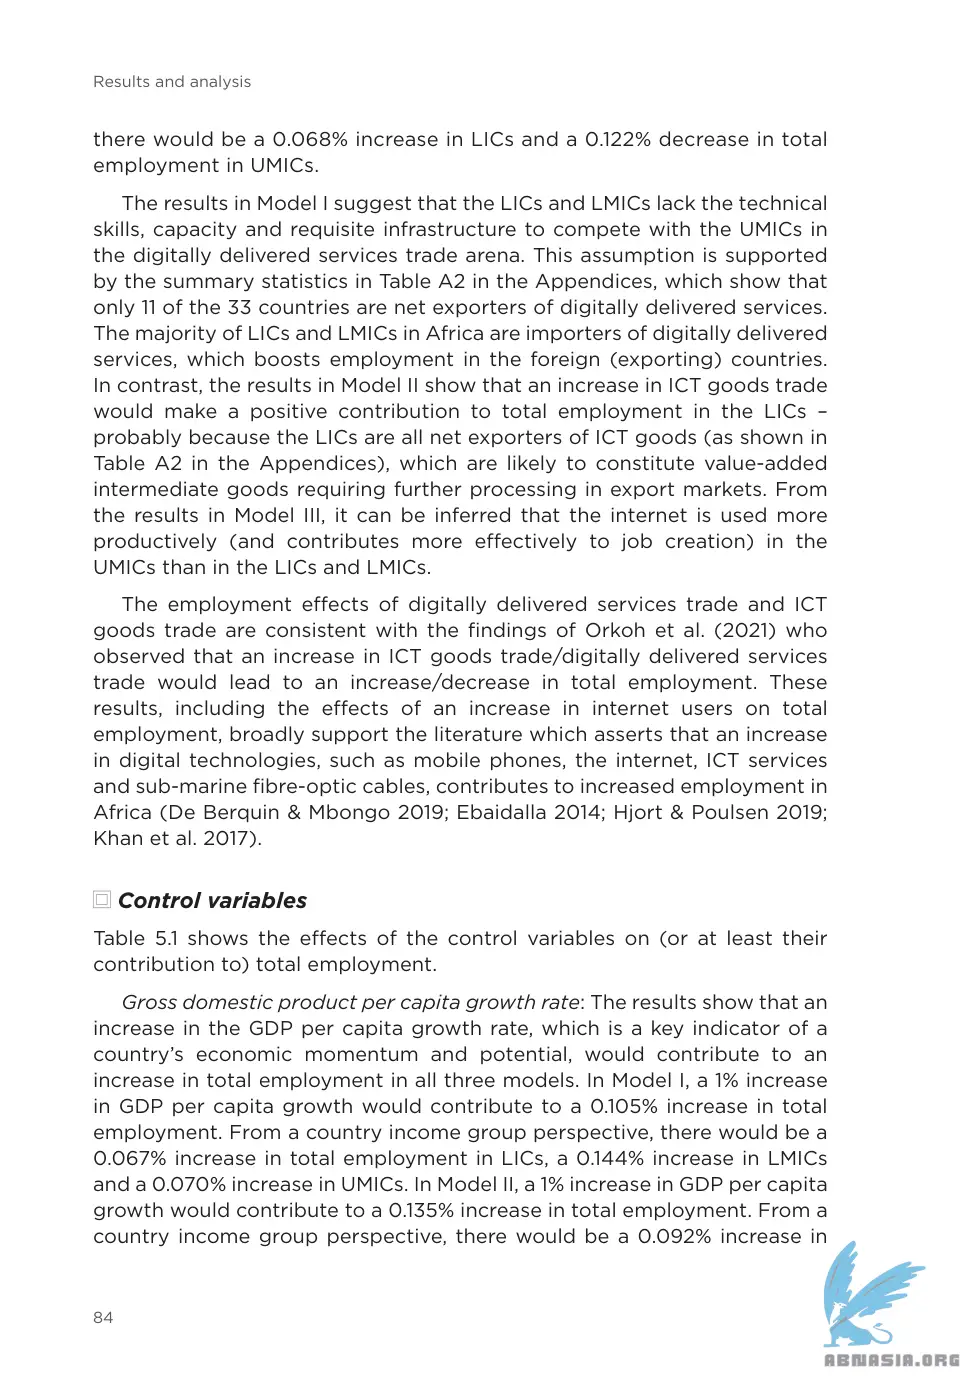 Results and analysis
there would be a 0.068% increase in LICs and a 0.122% decrease in total
employment in UMICs.
The results in Model I suggest that the LICs and LMICs lack the technical
skills, capacity and requisite infrastructure to compete with the UMICs in
the digitally delivered services trade arena. This assumption is supported
by the summary statistics in Table A2 in the Appendices, which show that
only 11 of the 33 countries are net exporters of digitally delivered services.
The majority of LICs and LMICs in Africa are importers of digitally delivered
services, which boosts employment in the foreign (exporting) countries.
In contrast, the results in Model II show that an increase in ICT goods trade
would make a positive contribution to total employment in the LICs –
probably because the LICs are all net exporters of ICT goods (as shown in
Table A2 in the Appendices), which are likely to constitute value-added
intermediate goods requiring further processing in export markets. From
the results in Model III, it can be inferred that the internet is used more
productively (and contributes more effectively to job creation) in the
UMICs than in the LICs and LMICs.
The employment effects of digitally delivered services trade and ICT
goods trade are consistent with the findings of Orkoh et al. (2021) who
observed that an increase in ICT goods trade/digitally delivered services
trade would lead to an increase/decrease in total employment. These
results, including the effects of an increase in internet users on total
employment, broadly support the literature which asserts that an increase
in digital technologies, such as mobile phones, the internet, ICT services
and sub-marine fibre-optic cables, contributes to increased employment in
Africa (De Berquin & Mbongo 2019; Ebaidalla 2014; Hjort & Poulsen 2019;
Khan et al. 2017).
Control variables
Table 5.1 shows the effects of the control variables on (or at least their
contribution to) total employment.
Gross domestic product per capita growth rate: The results show that an
increase in the GDP per capita growth rate, which is a key indicator of a
country's economic momentum and potential, would contribute to an
increase in total employment in all three models. In Model I, a 1% increase
in GDP per capita growth would contribute to a 0.105% increase in total
employment. From a country income group perspective, there would be a
0.067% increase in total employment in LICs, a 0.144% increase in LMICs
and a 0.070% increase in UMICs. In Model II, a 1% increase in GDP per capita
growth would contribute to a 0.135% increase in total employment. From a
country income group perspective, there would be a 0.092% increase in
84
ABNASIA.ORG